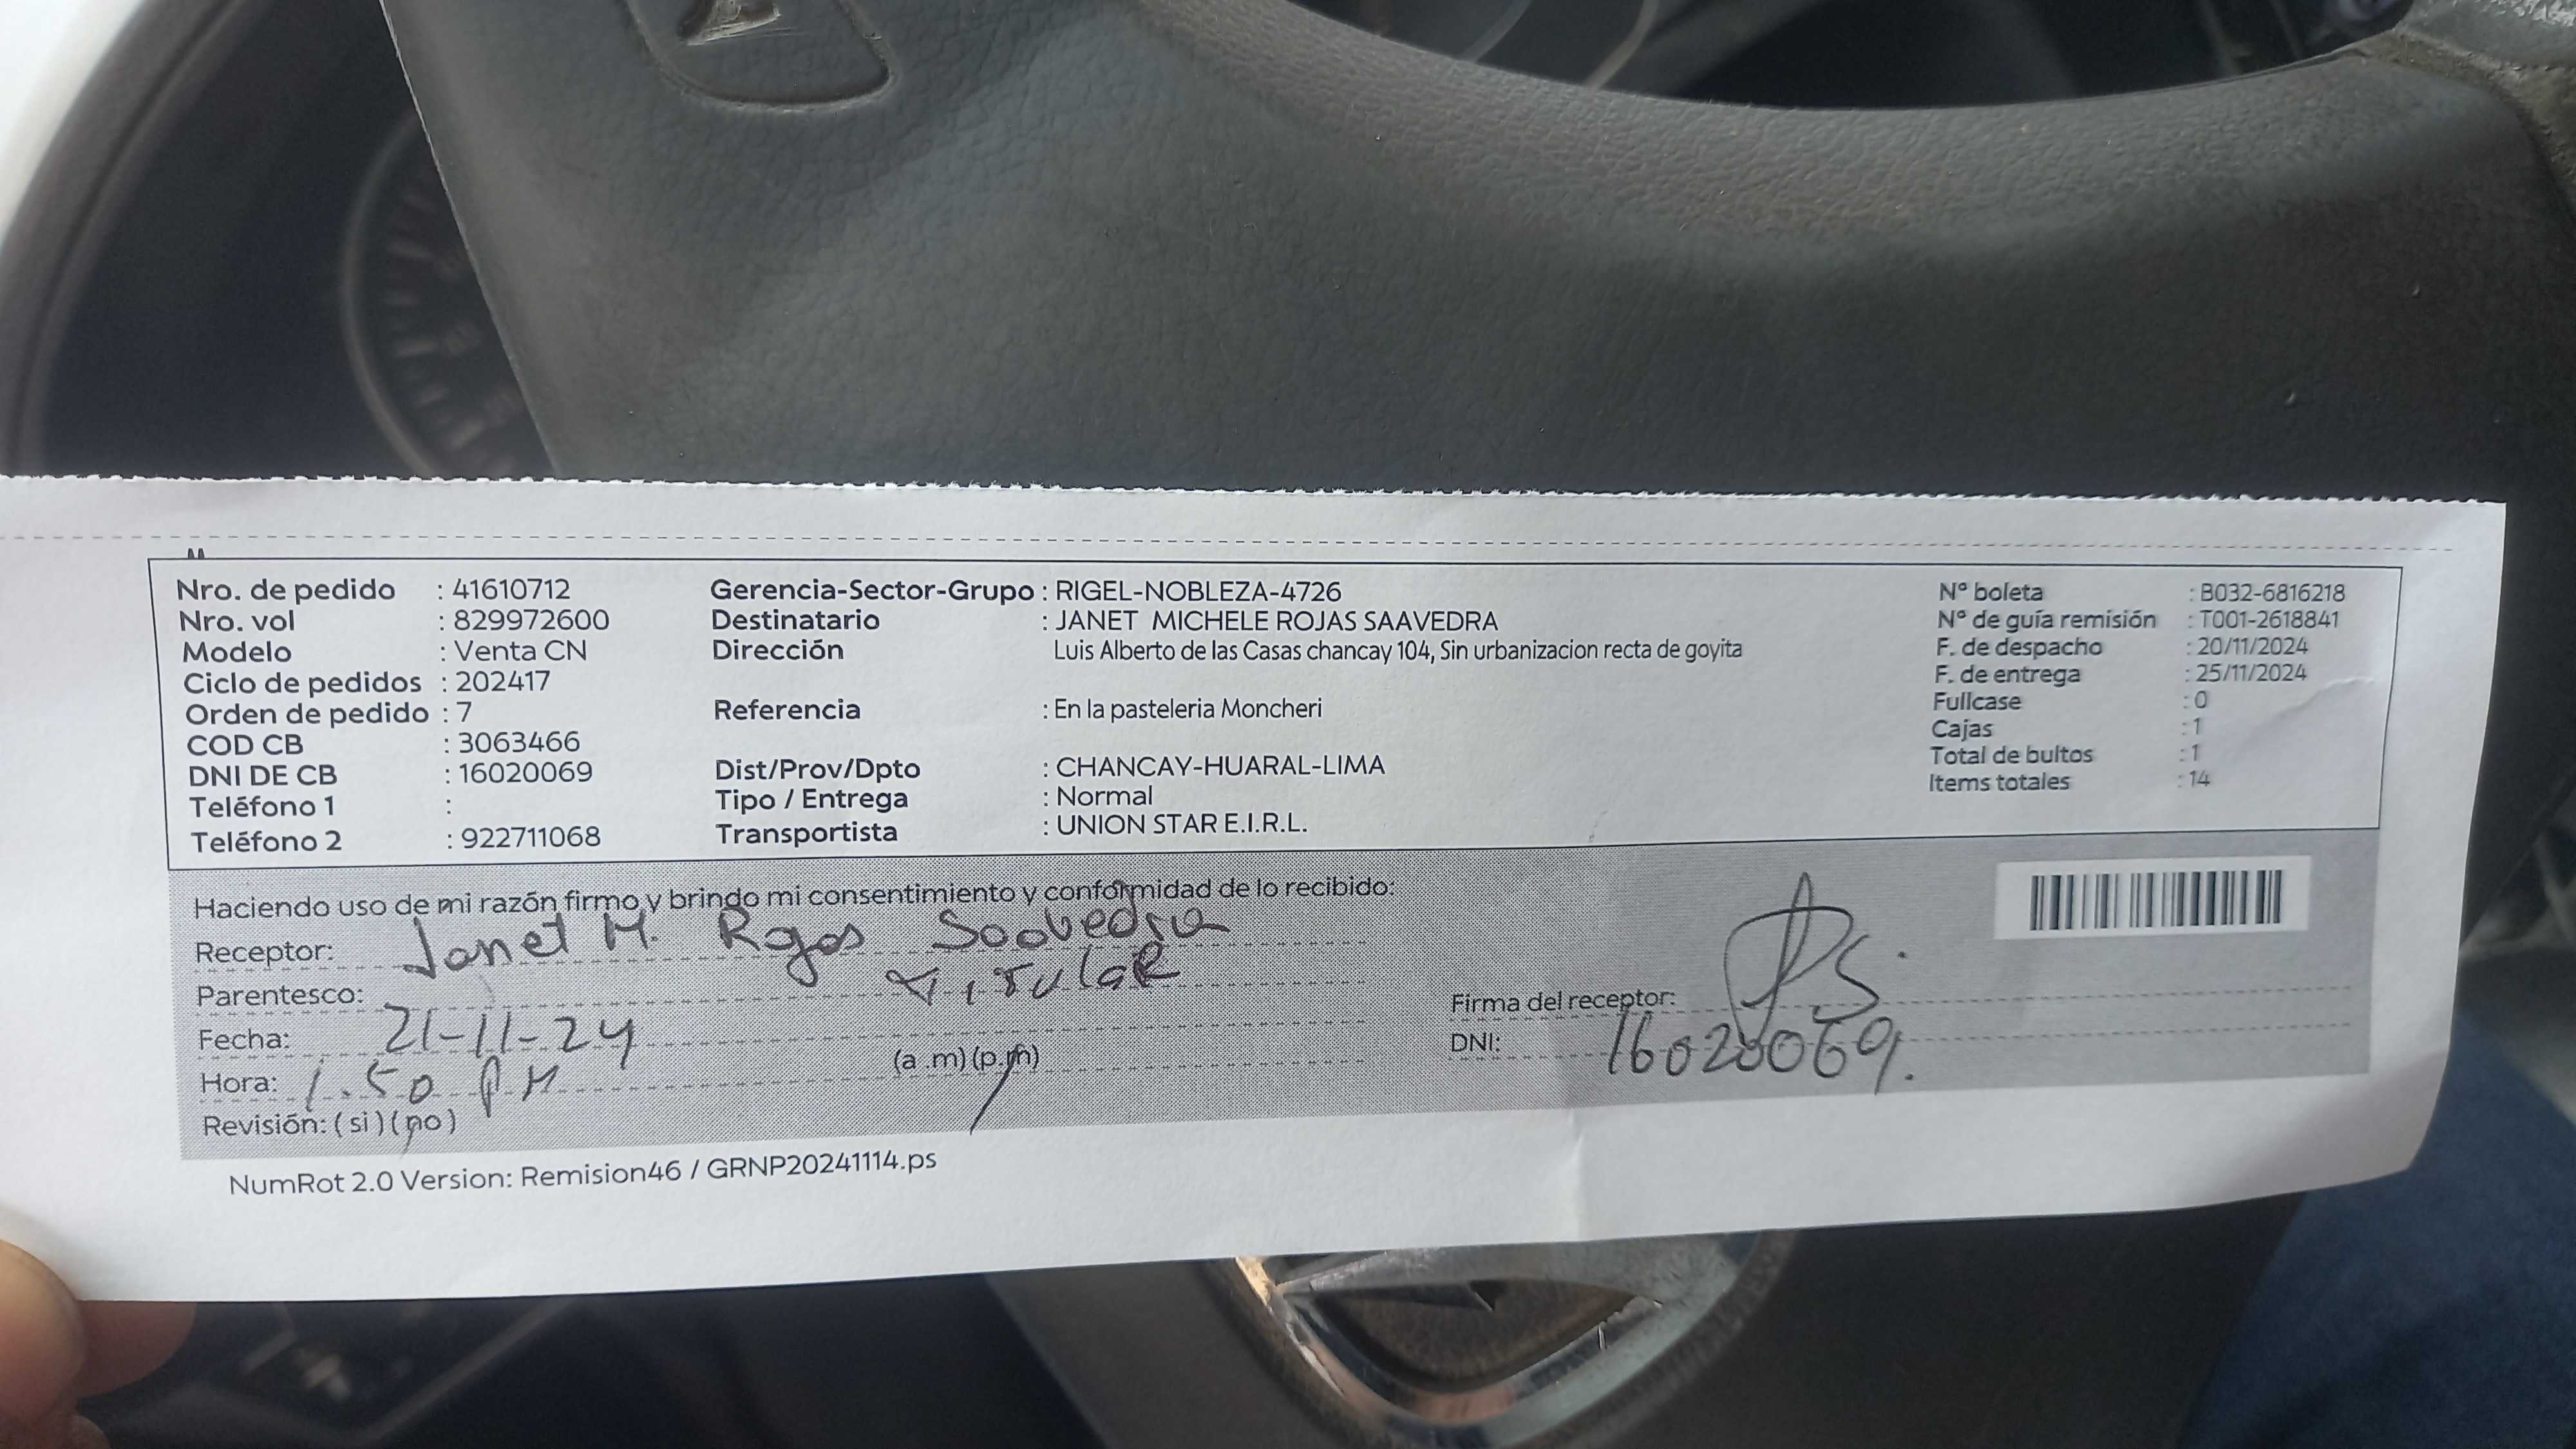 Nro. de pedido : 41610712
Nro. vol : 829972600
Modelo : Venta CN
Ciclo de pedidos : 202417
Orden de pedido : 7
COD CB : 3063466
DNI DE CB : 16020069
Teléfono 1 :
Teléfono 2 : 922711068
Gerencia-Sector-Grupo : RIGEL-NOBLEZA-4726
Destinatario : JANET MICHELE ROJAS SAAVEDRA
Dirección Luis Alberto de las Casas chancay 104, Sin urbanizacion recta de goyita
Referencia : En la pasteleria Moncheri
Dist/Prov/Dpto : CHANCAY-HUARAL-LIMA
Tipo / Entrega : Normal
Transportista : UNION STAR E.I.R.L.
Nº boleta : B032-6816218
Nº de guía remisión : T001-2618841
F. de despacho : 20/11/2024
F. de entrega : 25/11/2024
Fullcase : 0
Cajas : 1
Total de bultos : 1
Items totales : 14
Haciendo uso de mi razón firmo y brindo mi consentimiento y conformidad de lo recibido:
Receptor: Janet M. Rojas Saavedra
Parentesco: Titular
Fecha: 21-11-24
Hora: 1.50 PM (a .m) (p.m)
Revisión: ( si ) ( no )
Firma del receptor:
DNI: 16020069.
NumRot 2.0 Version: Remision46 / GRNP20241114.ps